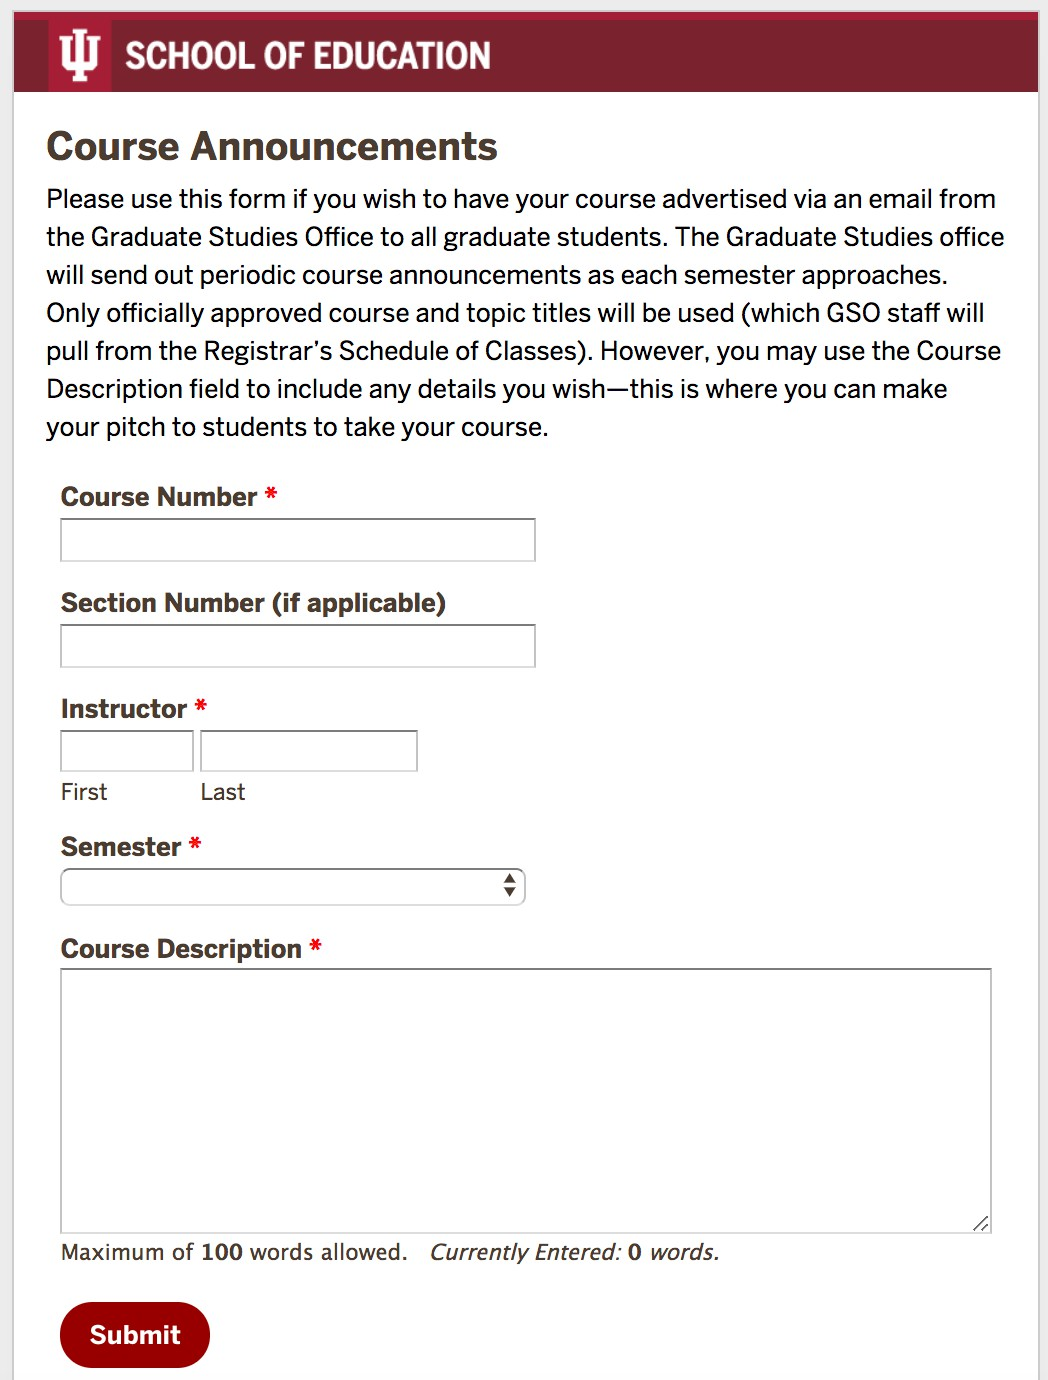 SCHOOL OF EDUCATION
Course Announcements
Please use this form if you wish to have your course advertised via an email from
the Graduate Studies Office to all graduate students. The Graduate Studies office
will send out periodic course announcements as each semester approaches.
Only officially approved course and topic titles will be used (which GSO staff will
pull from the Registrar’s Schedule of Classes). However, you may use the Course
Description field to include any details you wish—this is where you can make
your pitch to students to take your course.
Course Number *
Section Number (if applicable)
Instructor *
First Last
Semester *
Course Description *
Maximum of 100 words allowed. Currently Entered: 0 words.
Submit